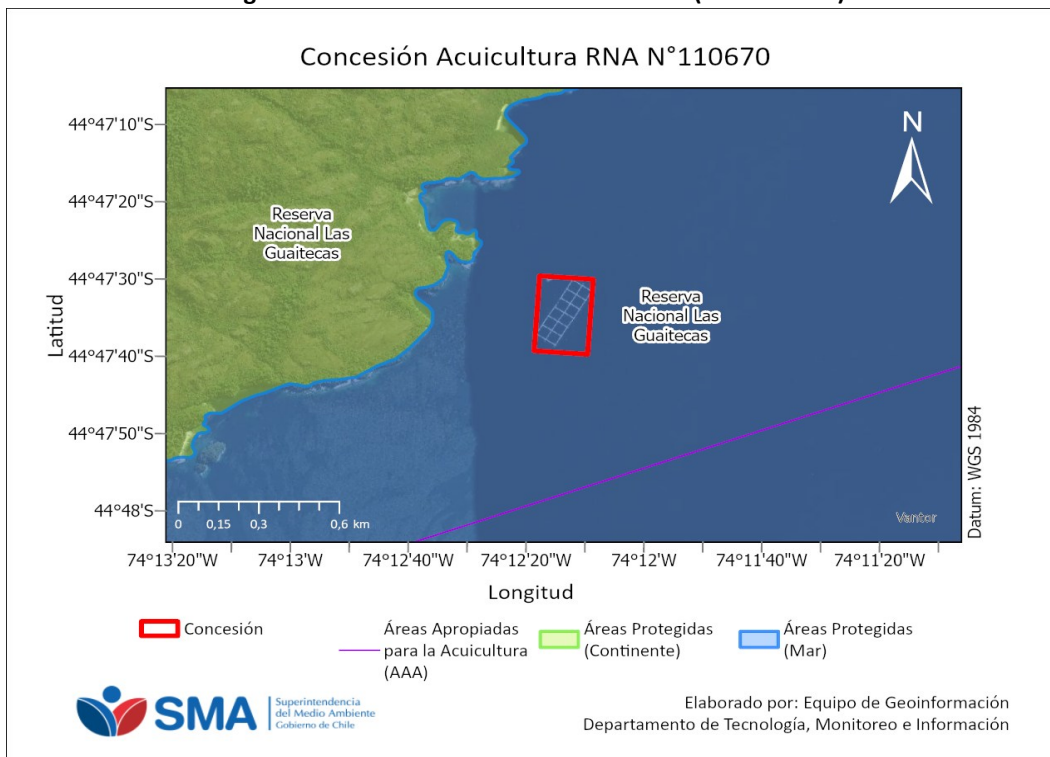 Concesión Acuicultura RNA N°110670
N
44°47'10"S
44°47'20"S
44°47'30"S
44°47'40"S
44°47'50"S
44°48'S
Latitud
Reserva
Nacional Las
Guaitecas
Reserva
Nacional Las
Guaitecas
0 0,15 0,3 0,6 km
Vantor
Datum: WGS 1984
74°13'20"W 74°13'W 74°12'40"W 74°12'20"W 74°12'W 74°11'40"W 74°11'20"W
Longitud
Concesión
Áreas Apropiadas
para la Acuicultura
(AAA)
Áreas Protegidas
(Continente)
Áreas Protegidas
(Mar)
SMA
Superintendencia
del Medio Ambiente
Gobierno de Chile
Elaborado por: Equipo de Geoinformación
Departamento de Tecnología, Monitoreo e Información